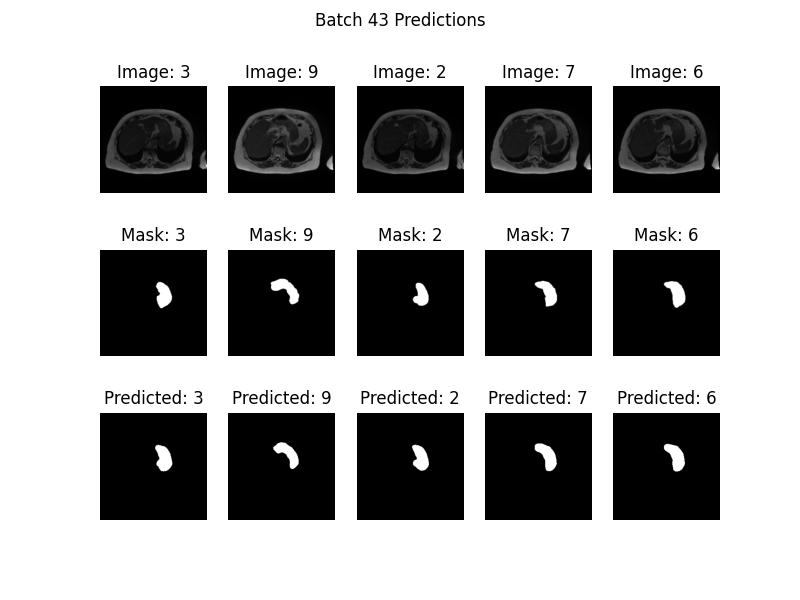 Batch 43 Predictions
Image: 3 Image: 9 Image: 2 Image: 7 Image: 6
Mask: 3 Mask: 9 Mask: 2 Mask: 7 Mask: 6
Predicted: 3 Predicted: 9 Predicted: 2 Predicted: 7 Predicted: 6